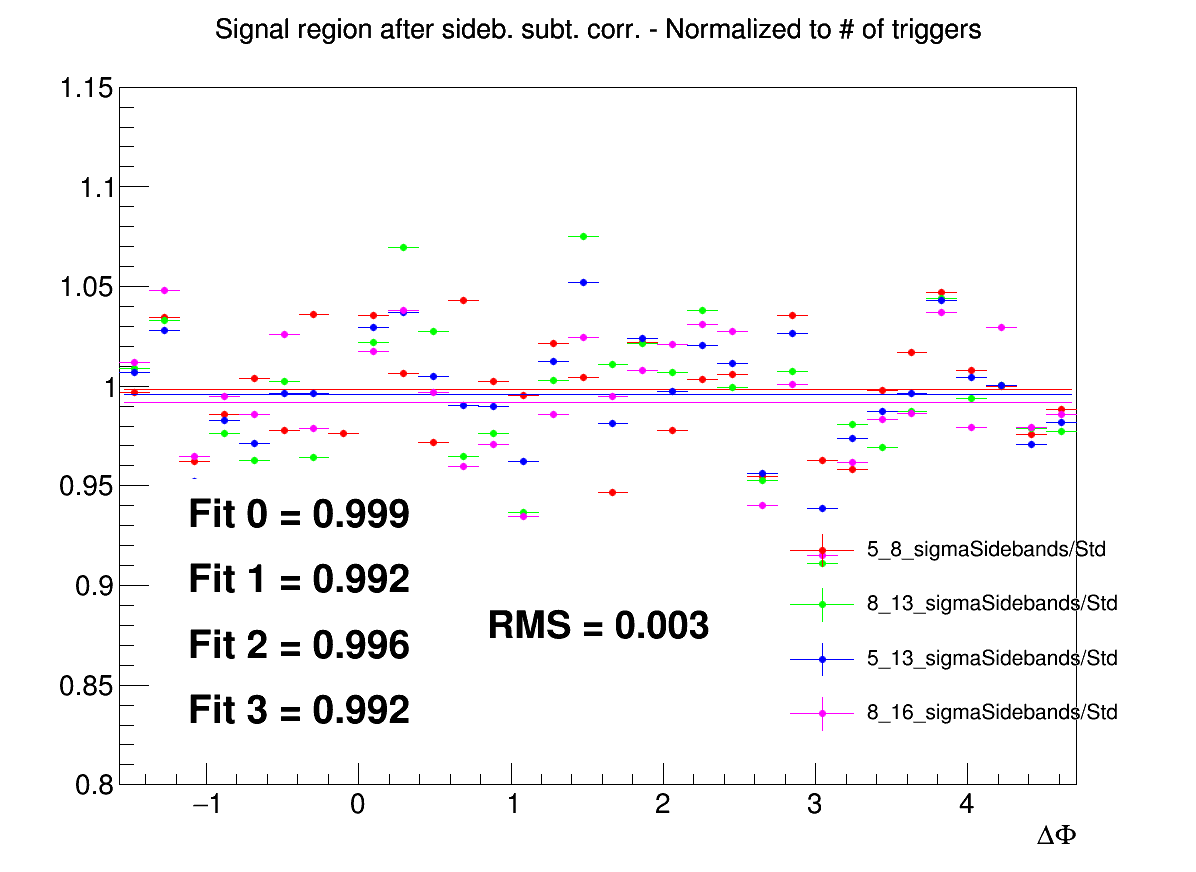 Signal region after sideb. subt. corr. - Normalized to # of triggers
1.15
1.1
1.05
1
0.95
0.9
0.85
0.8
Fit 0 = 0.999
Fit 1 = 0.992
Fit 2 = 0.996
Fit 3 = 0.992
RMS = 0.003
5_8_sigmaSidebands/Std
8_13_sigmaSidebands/Std
5_13_sigmaSidebands/Std
8_16_sigmaSidebands/Std
−1 0 1 2 3 4
ΔΦ